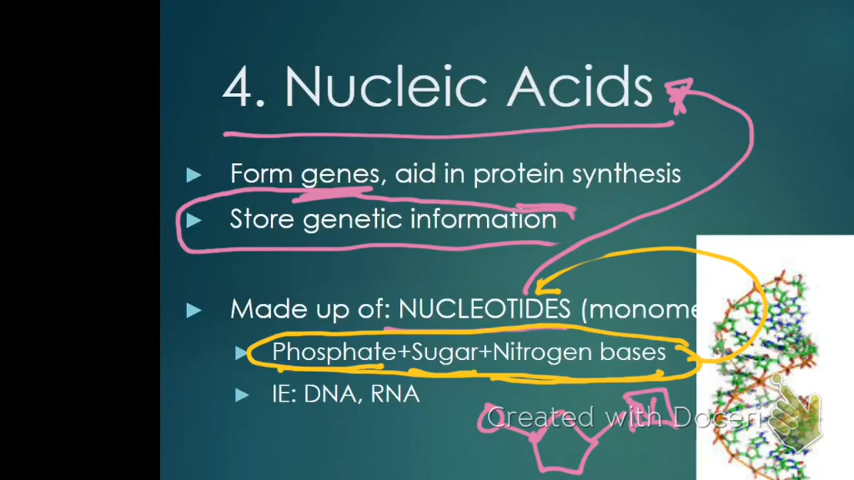 4. Nucleic Acids
Form genes, aid in protein synthesis
Store genetic information
Made up of: NUCLEOTIDES (monome
Phosphate+Sugar+Nitrogen bases
IE: DNA, RNA
Created with Doceri